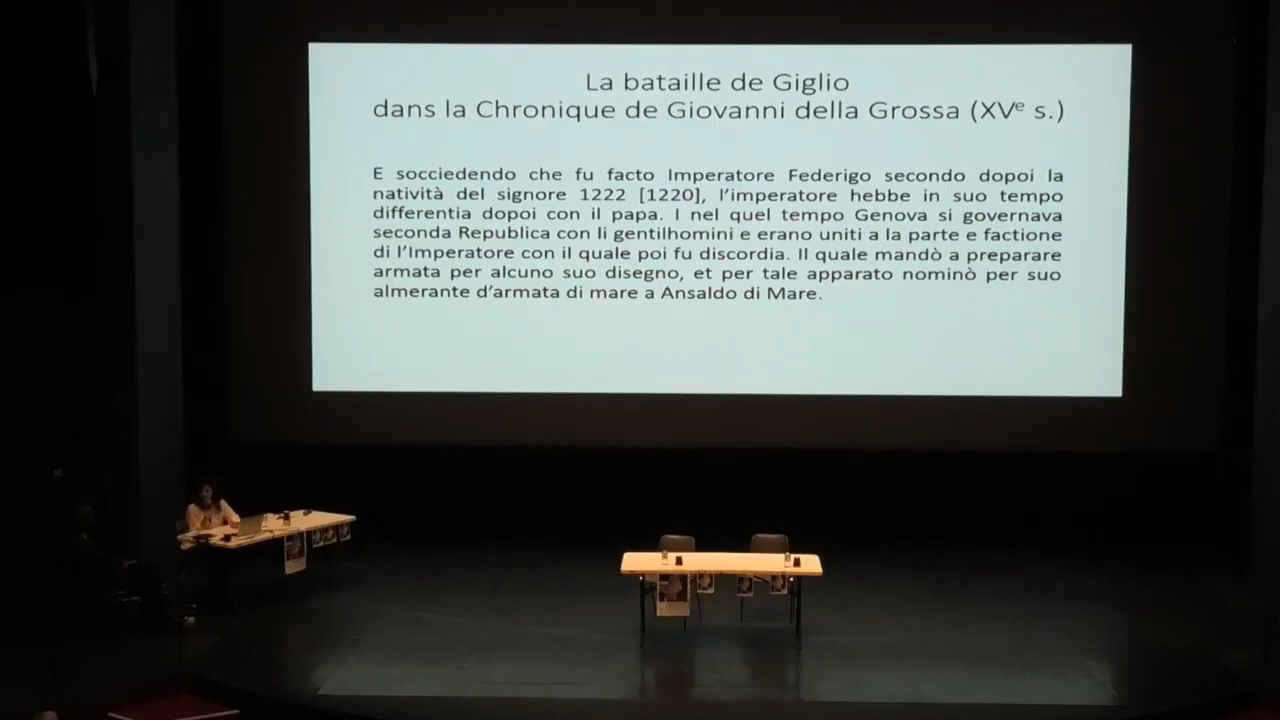 La bataille de Giglio
dans la Chronique de Giovanni della Grossa (XVe s.)
E socciedendo che fu facto Imperatore Federigo secondo dopoi la
natività del signore 1222 [1220], l'imperatore hebbe in suo tempo
differentia dopoi con il papa. I nel quel tempo Genova si governava
seconda Republica con li gentilhomini e erano uniti a la parte e factione
di l'Imperatore con il quale poi fu discordia. Il quale mandò a preparare
armata per alcuno suo disegno, et per tale apparato nominò per suo
almerante d'armata di mare a Ansaldo di Mare.